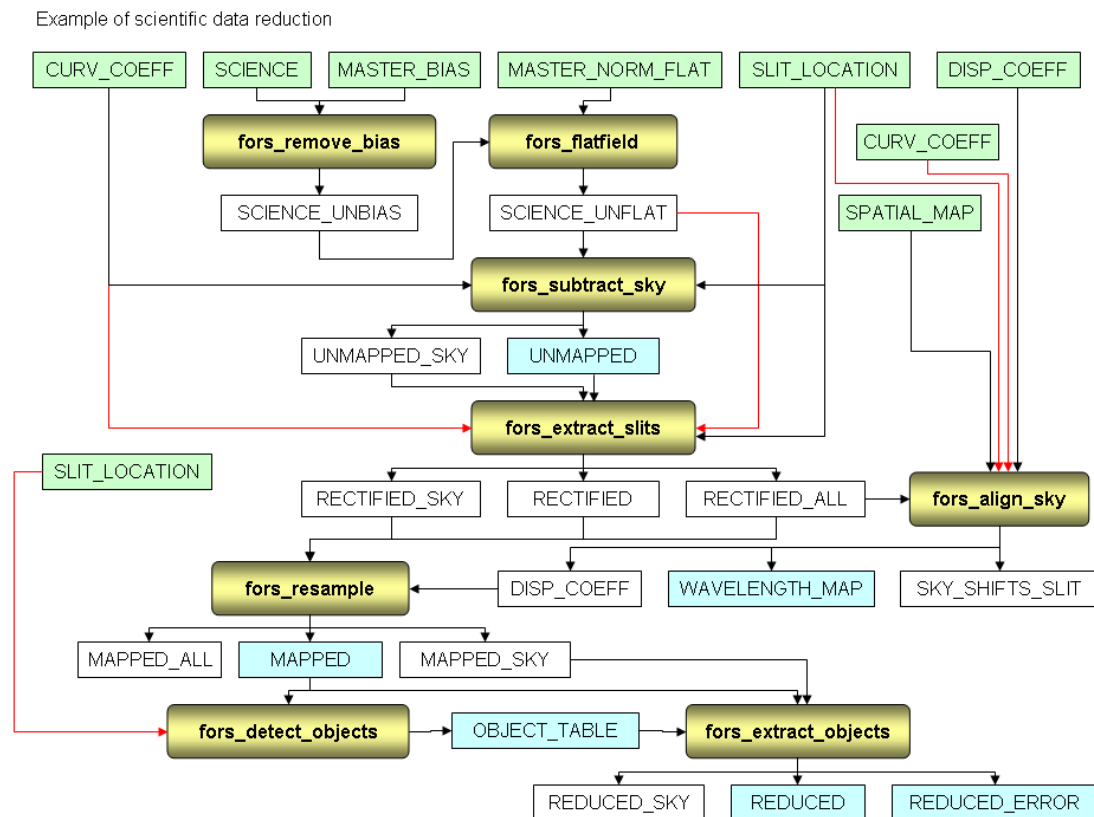 Example of scientific data reduction
CURV_COEFF
SCIENCE
MASTER_BIAS
MASTER_NORM_FLAT
SLIT_LOCATION
DISP_COEFF
fors_remove_bias
fors_flatfield
CURV_COEFF
SCIENCE_UNBIAS
SCIENCE_UNFLAT
SPATIAL_MAP
fors_subtract_sky
UNMAPPED_SKY
UNMAPPED
fors_extract_slits
SLIT_LOCATION
RECTIFIED_SKY
RECTIFIED
RECTIFIED_ALL
fors_align_sky
fors_resample
DISP_COEFF
WAVELENGTH_MAP
SKY_SHIFTS_SLIT
MAPPED_ALL
MAPPED
MAPPED_SKY
fors_detect_objects
OBJECT_TABLE
fors_extract_objects
REDUCED_SKY
REDUCED
REDUCED_ERROR